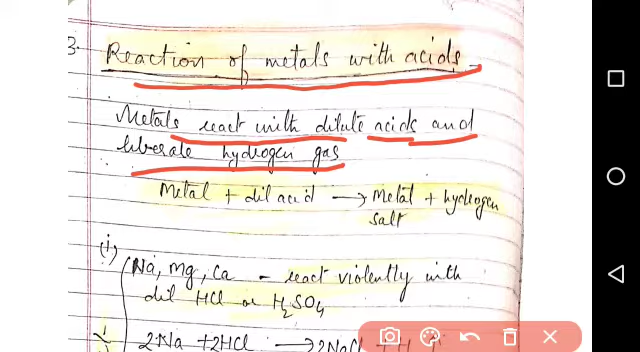 3. Reaction of metals with acids
Metals react with dilute acids and
liberate hydrogen gas
Metal + dil acid → Metal + hydrogen
salt
(i) Na, Mg, Ca - react violently with
dil HCl or H₂SO₄
2Na + 2HCl → 2NaCl + H